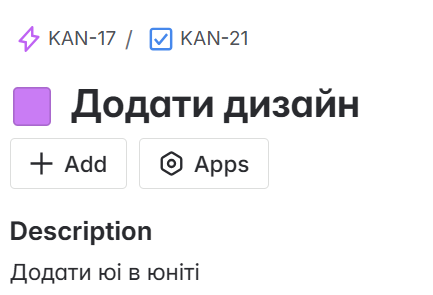 KAN-17 / KAN-21
Додати дизайн
Add Apps
Description
Додати юі в юніті